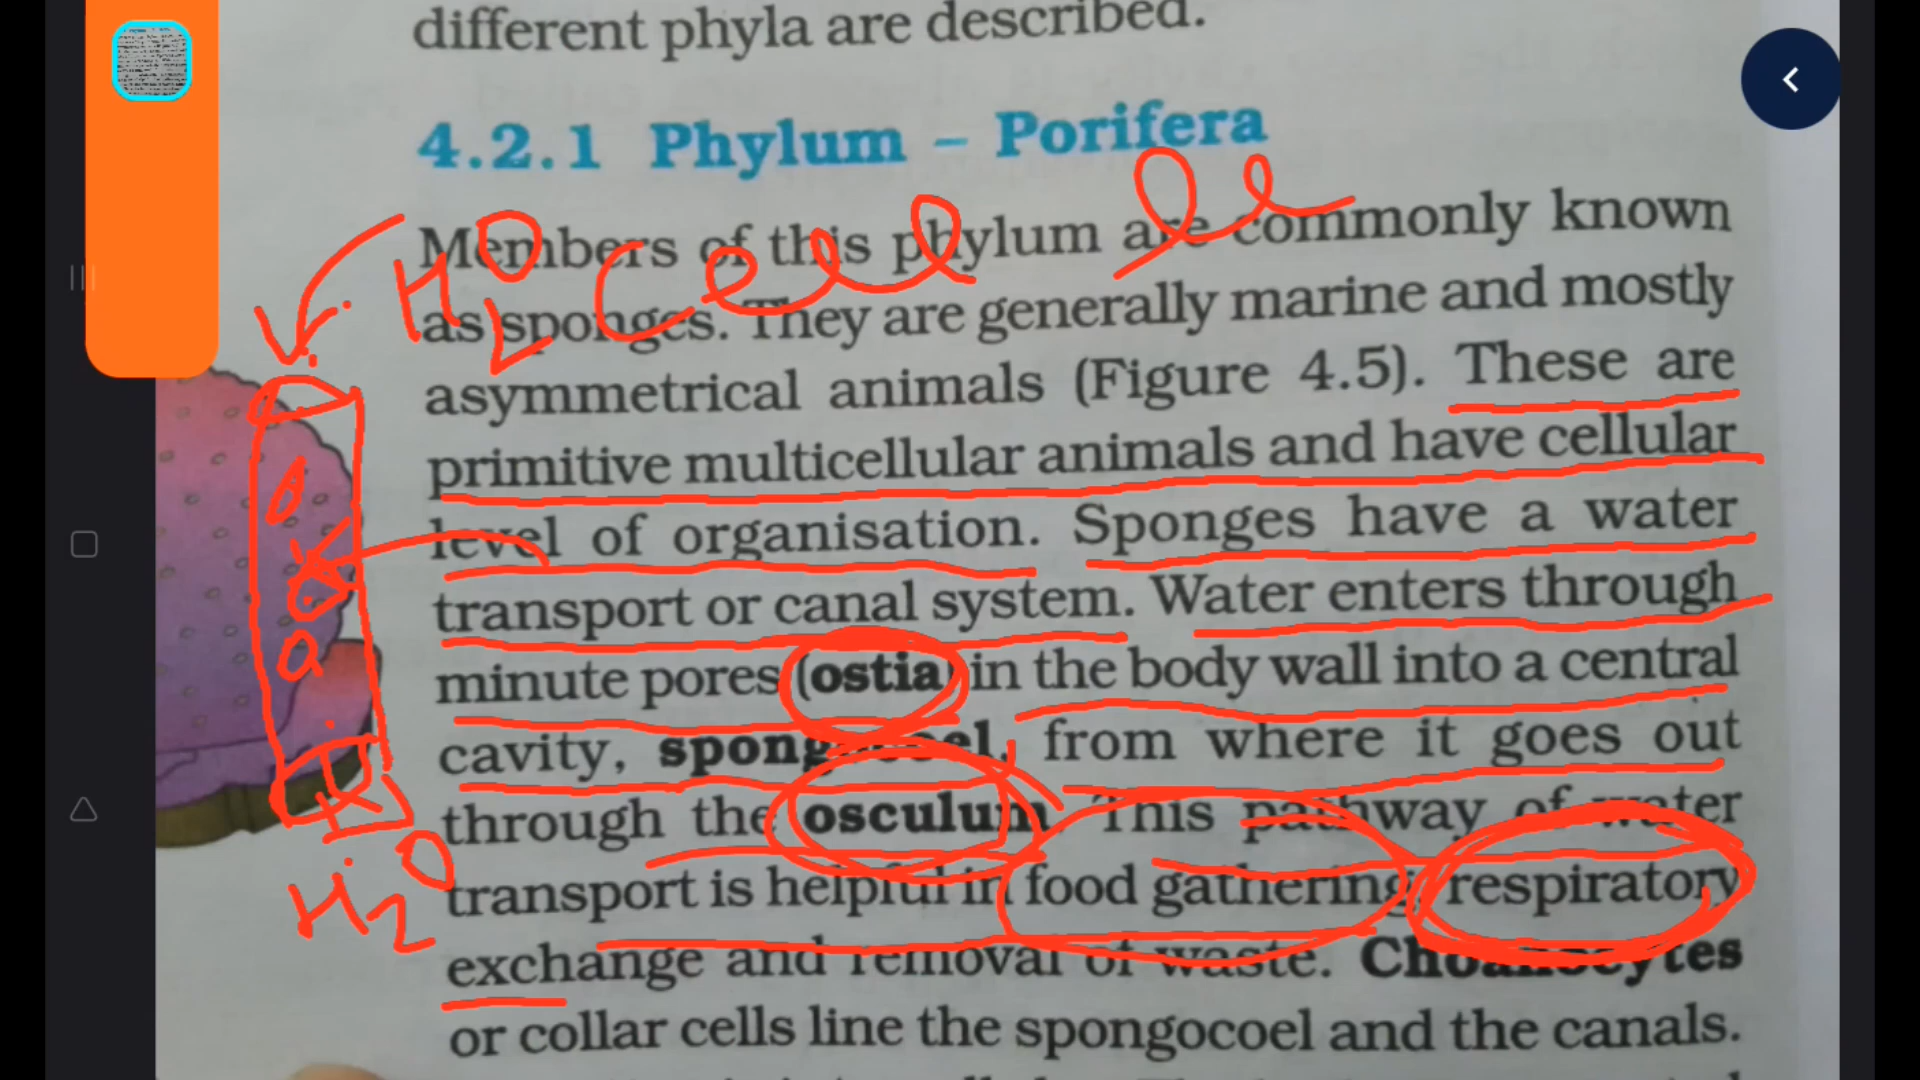 different phyla are described.
4.2.1 Phylum – Porifera
Members of this phylum are commonly known
H2O Cell
as sponges. They are generally marine and mostly
asymmetrical animals (Figure 4.5). These are
primitive multicellular animals and have cellular
level of organisation. Sponges have a water
transport or canal system. Water enters through
minute pores (ostia) in the body wall into a central
cavity, spongocoel, from where it goes out
through the osculum. This pathway of water
transport is helpful in food gathering, respiratory
H2O
exchange and removal of waste. Choanocytes
or collar cells line the spongocoel and the canals.